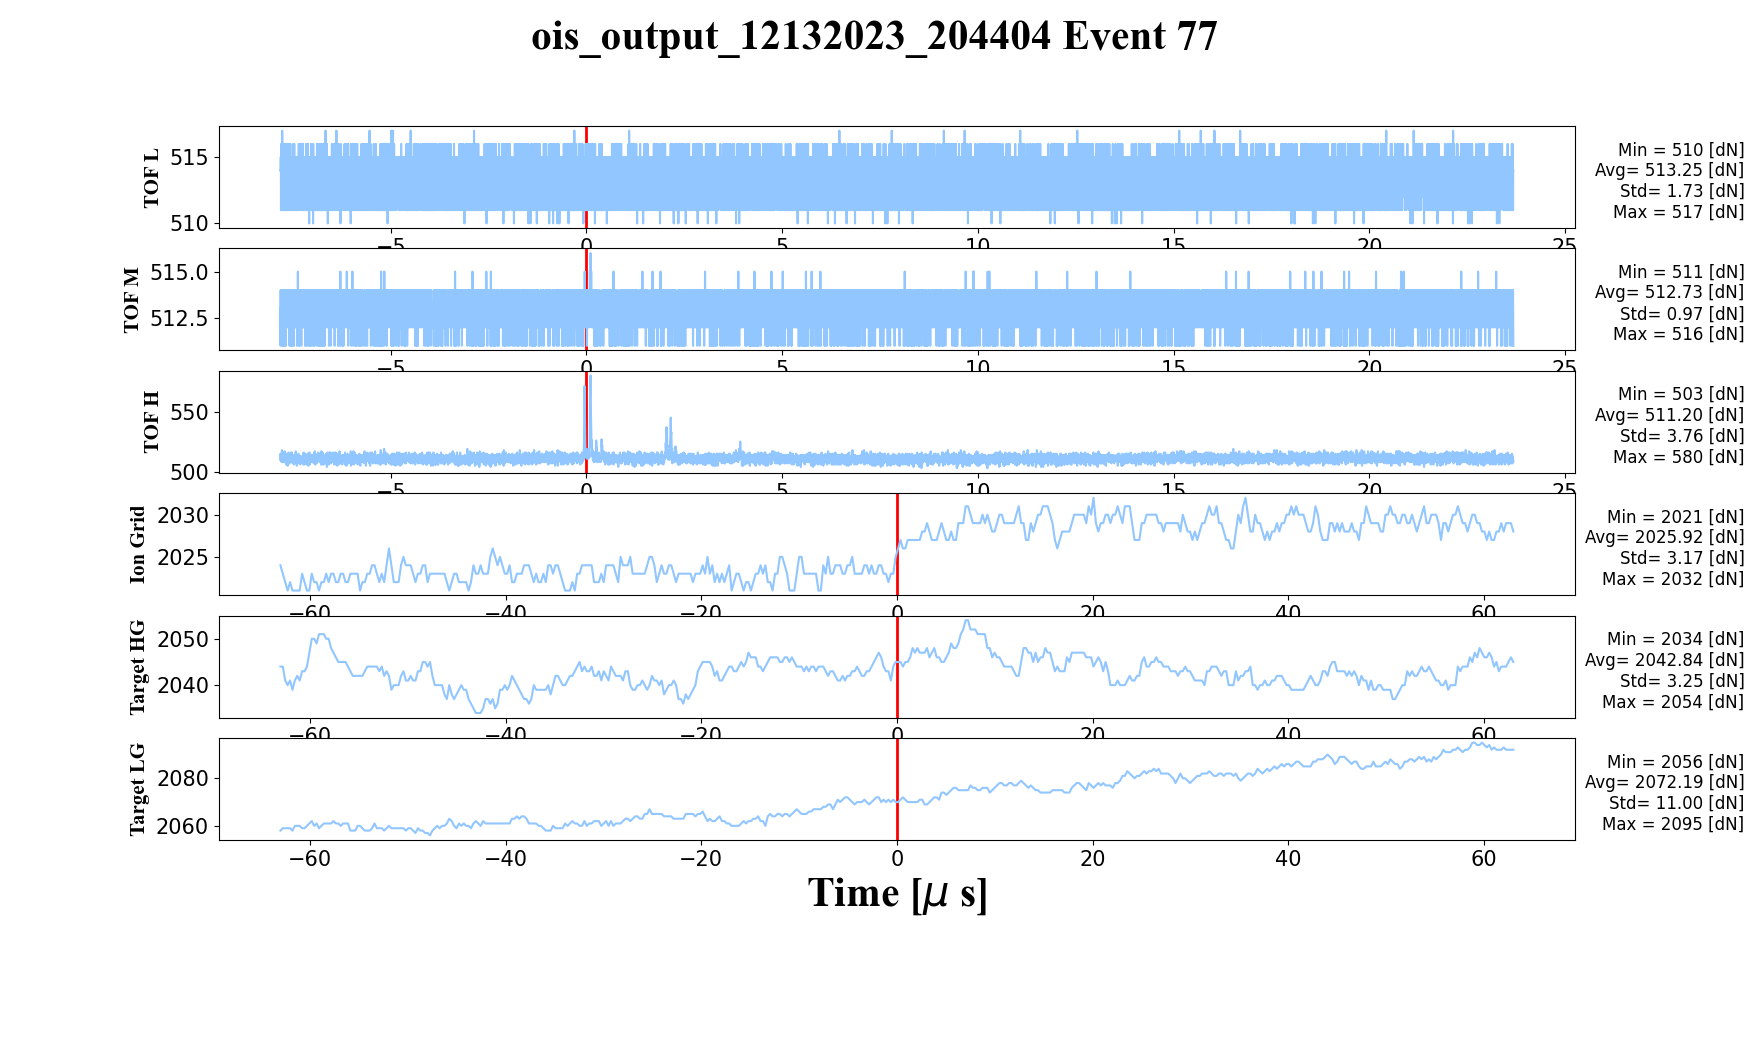 ois_output_12132023_204404 Event 77
TOF L
515
510
−5 0 5 10 15 20 25
Min = 510 [dN]
Avg= 513.25 [dN]
Std= 1.73 [dN]
Max = 517 [dN]
TOF M
515.0
512.5
−5 0 5 10 15 20 25
Min = 511 [dN]
Avg= 512.73 [dN]
Std= 0.97 [dN]
Max = 516 [dN]
TOF H
550
500
−5 0 5 10 15 20 25
Min = 503 [dN]
Avg= 511.20 [dN]
Std= 3.76 [dN]
Max = 580 [dN]
Ion Grid
2030
2025
−60 −40 −20 0 20 40 60
Min = 2021 [dN]
Avg= 2025.92 [dN]
Std= 3.17 [dN]
Max = 2032 [dN]
Target HG
2050
2040
−60 −40 −20 0 20 40 60
Min = 2034 [dN]
Avg= 2042.84 [dN]
Std= 3.25 [dN]
Max = 2054 [dN]
Target LG
2080
2060
−60 −40 −20 0 20 40 60
Min = 2056 [dN]
Avg= 2072.19 [dN]
Std= 11.00 [dN]
Max = 2095 [dN]
Time [μ s]